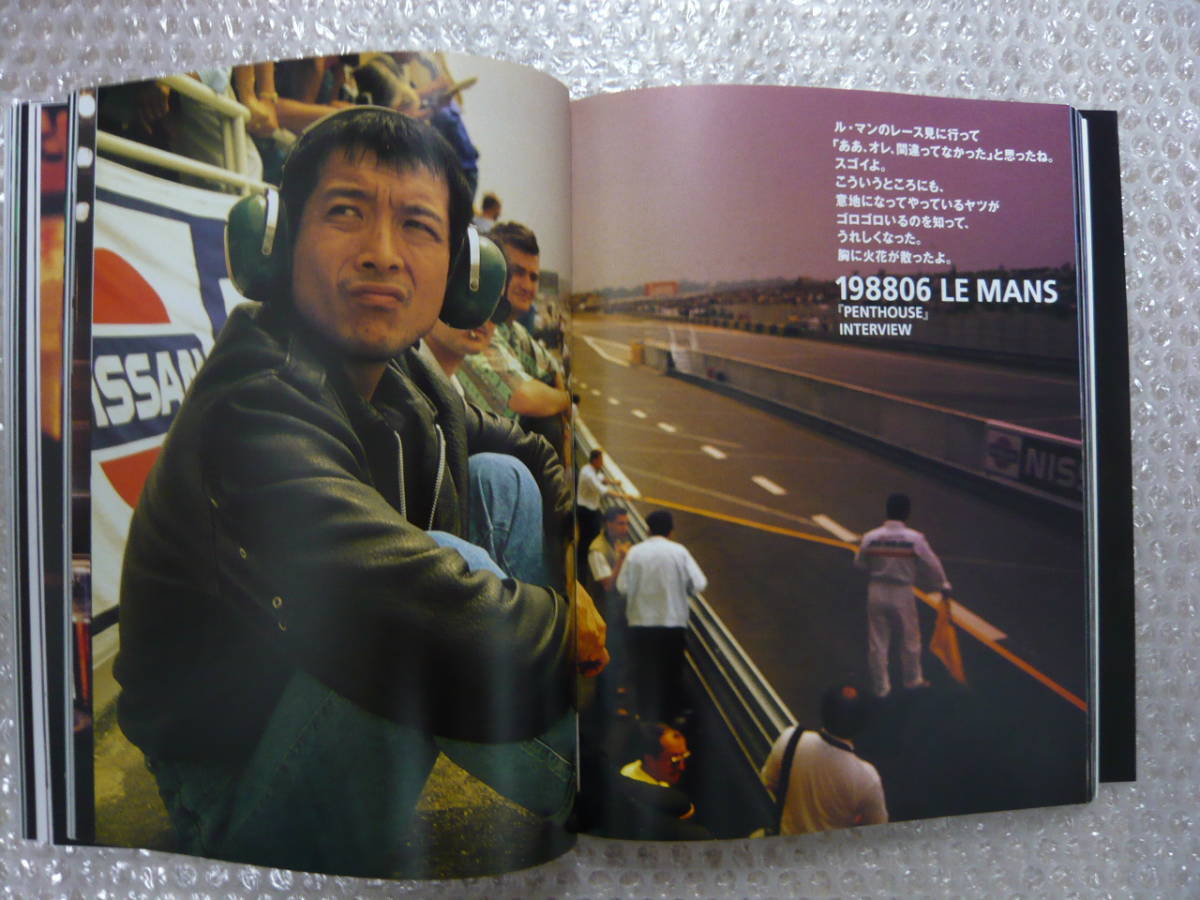 ル・マンのレース見に行って
「ああ、オレ、間違ってなかった」と思ったね。
スゴイよ。
こういうところにも、
意地になってやっているヤツが
ゴロゴロいるのを知って、
うれしくなった。
胸に火花が散ったよ。
198806 LE MANS
『PENTHOUSE』
INTERVIEW
ISSAN
NISS